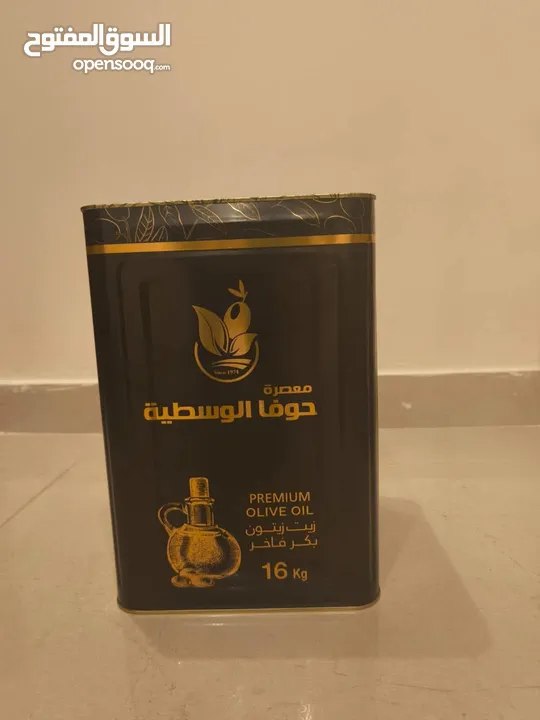 السوق المفتوح
opensooq.com
Since 1978
معصرة
حوفا الوسطية
PREMIUM
OLIVE OIL
زيت زيتون
بكر فاخر
16 Kg